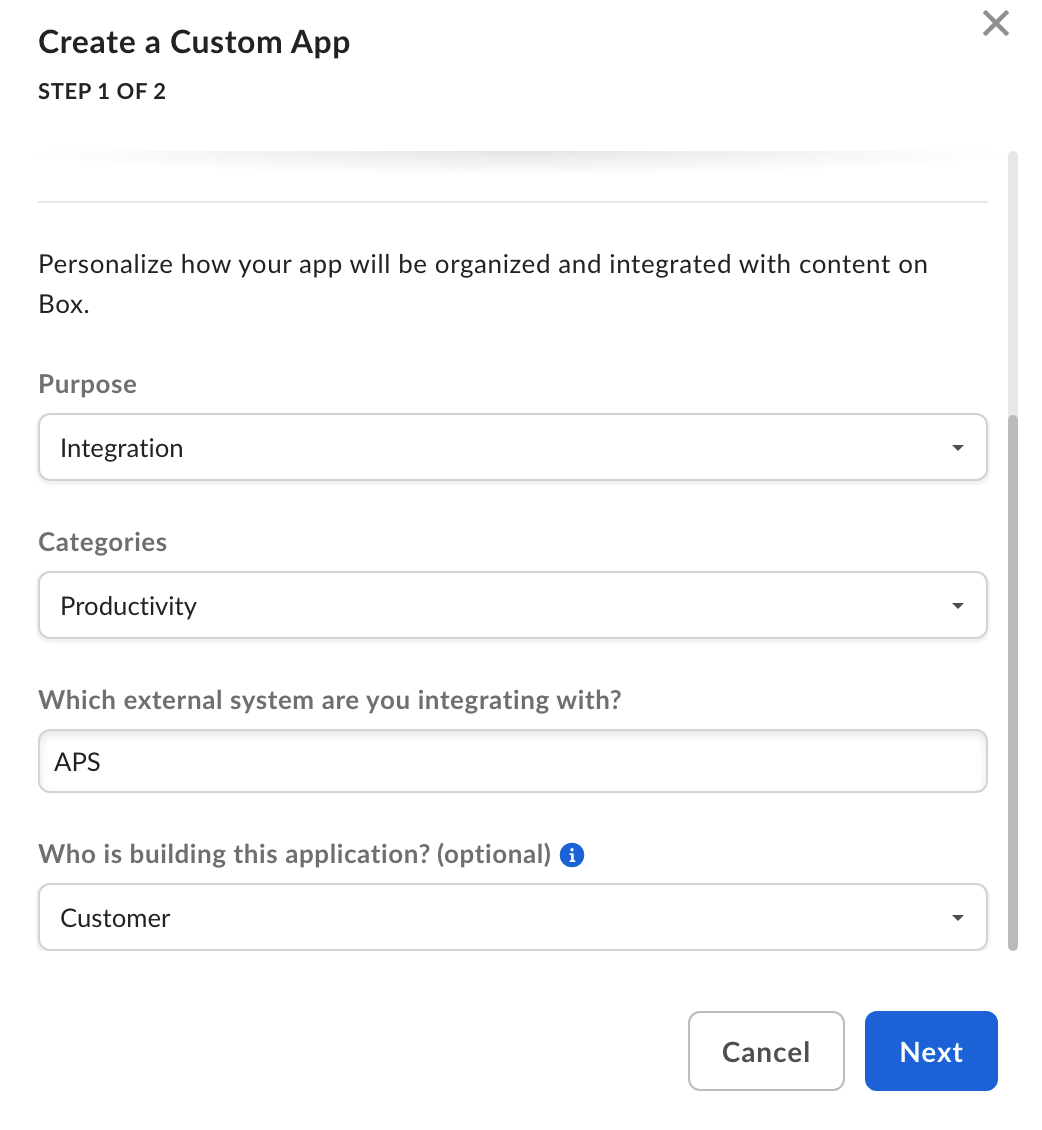 Create a Custom App
STEP 1 OF 2
Personalize how your app will be organized and integrated with content on
Box.
Purpose
Integration
Categories
Productivity
Which external system are you integrating with?
APS
Who is building this application? (optional)
Customer
Cancel
Next